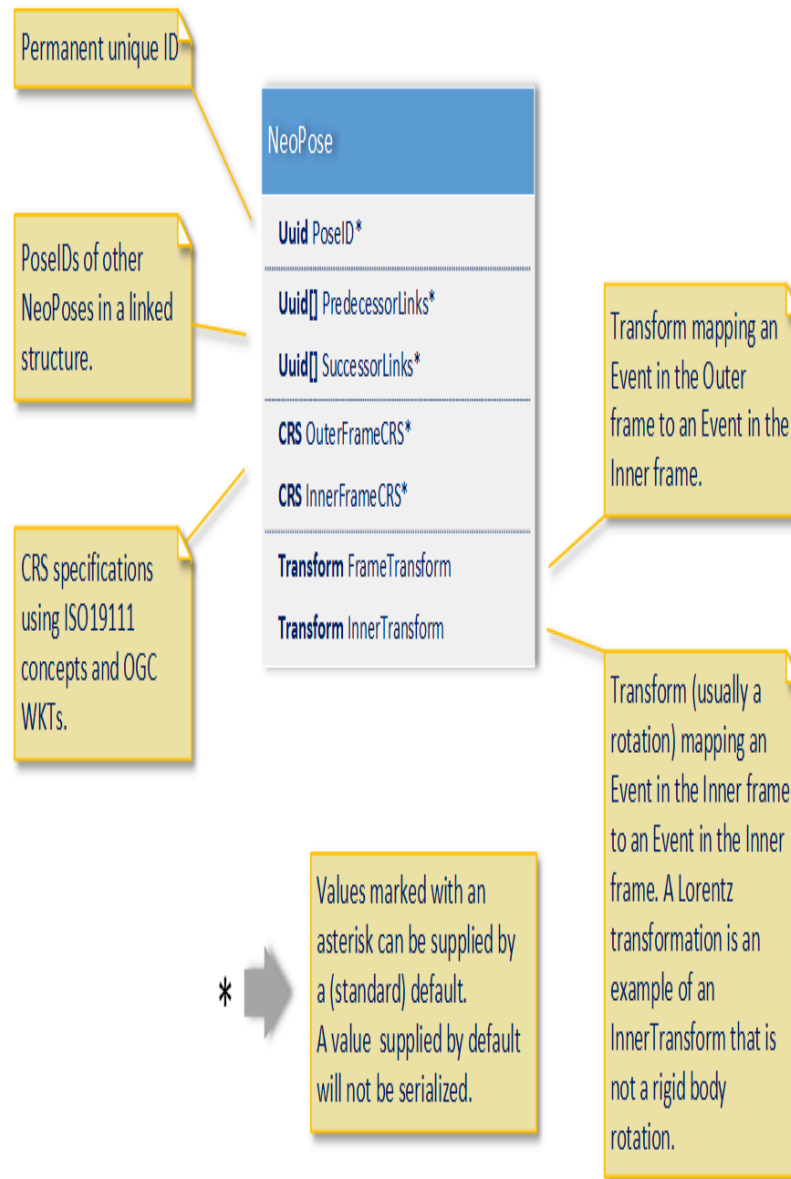 Permanent unique ID
NeoPose
Uuid PoseID*
Uuid[] PredecessorLinks*
Uuid[] SuccessorLinks*
CRS OuterFrameCRS*
CRS InnerFrameCRS*
Transform FrameTransform
Transform InnerTransform
PoseIDs of other
NeoPoses in a linked
structure.
CRS specifications
using ISO19111
concepts and OGC
WKTs.
Transform mapping an
Event in the Outer
frame to an Event in the
Inner frame.
Transform (usually a
rotation) mapping an
Event in the Inner frame
to an Event in the Inner
frame. A Lorentz
transformation is an
example of an
InnerTransform that is
not a rigid body
rotation.
*
Values marked with an
asterisk can be supplied by
a (standard) default.
A value supplied by default
will not be serialized.